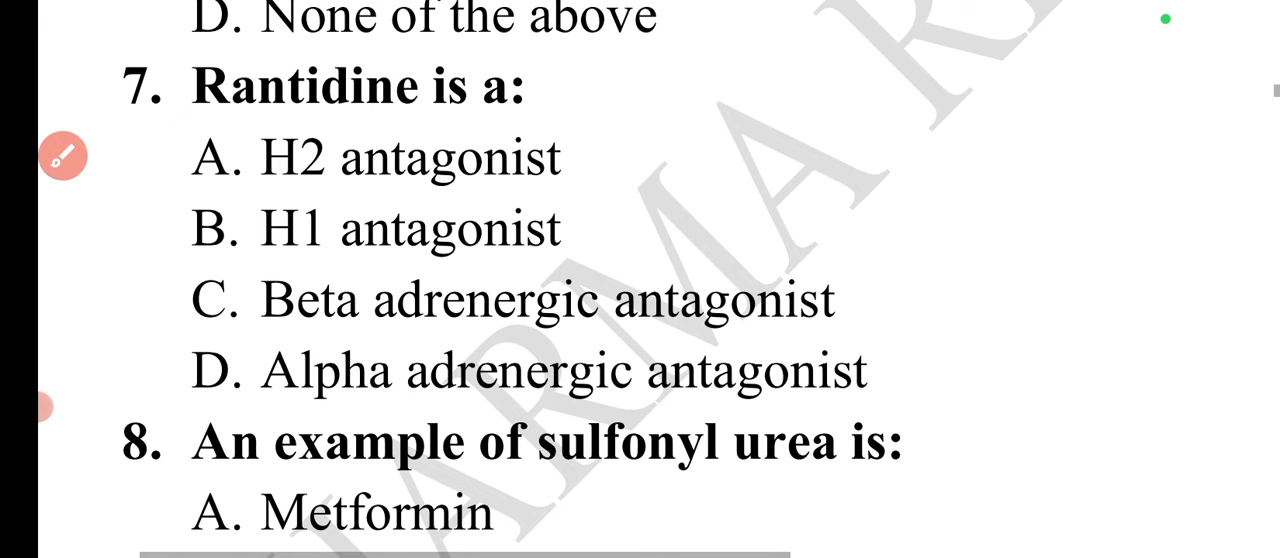 D. None of the above
7. Rantidine is a:
A. H2 antagonist
B. H1 antagonist
C. Beta adrenergic antagonist
D. Alpha adrenergic antagonist
8. An example of sulfonyl urea is:
A. Metformin